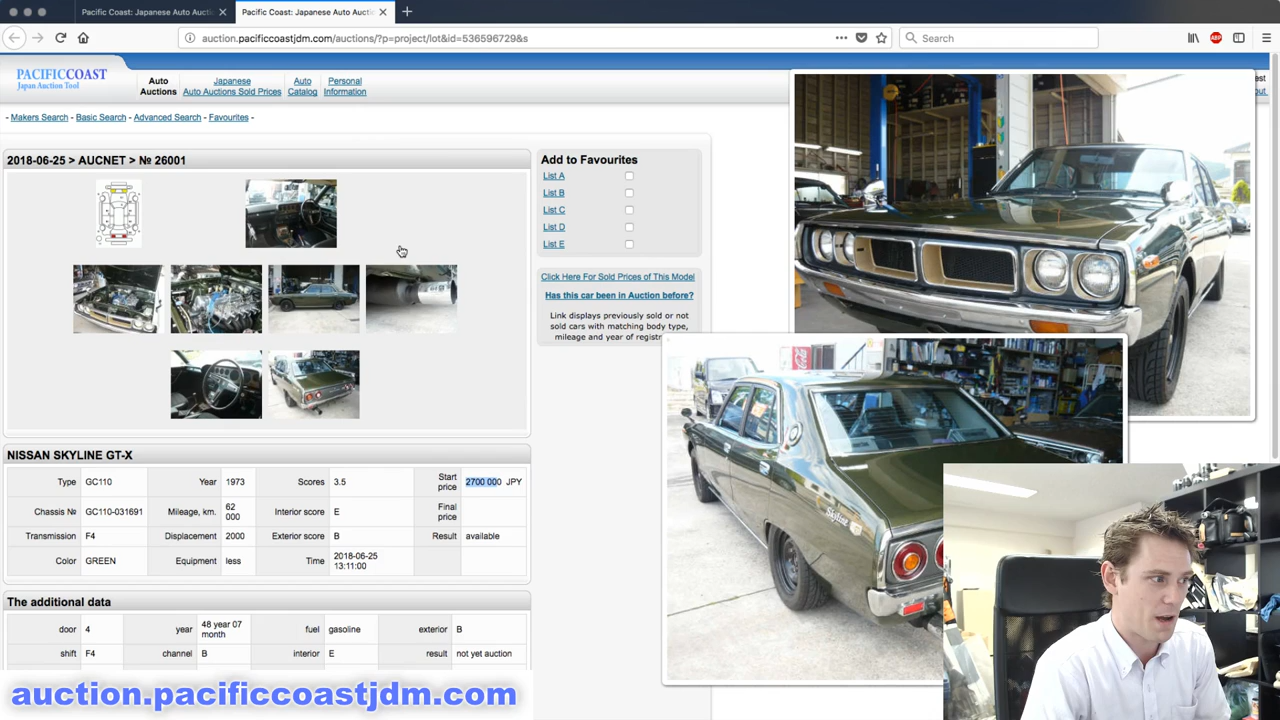 Pacific Coast: Japanese Auto Aucti
Pacific Coast: Japanese Auto Aucti
auction.pacificcoastjdm.com/auctions/?p=project/lot&id=536596729&s
Search
ABP
PACIFICCOAST
Japan Auction Tool
Auto
Auctions
Japanese
Auto Auctions Sold Prices
Auto
Catalog
Personal
Information
- Makers Search - Basic Search - Advanced Search - Favourites -
2018-06-25 > AUCNET > № 26001
Add to Favourites
List A
List B
List C
List D
List E
Click Here For Sold Prices of This Model
Has this car been in Auction before?
Link displays previously sold or not
sold cars with matching body type,
mileage and year of
NISSAN SKYLINE GT-X
Type GC110 Year 1973 Scores 3.5 Start price 2700 000 JPY
Chassis № GC110-031691 Mileage, km. 62 000 Interior score E Final price
Transmission F4 Displacement 2000 Exterior score B Result available
Color GREEN Equipment less Time 2018-06-25 13:11:00
The additional data
door 4 year 48 year 07 month fuel gasoline exterior B
shift F4 channel B interior E result not yet auction
Skyline
auction.pacificcoastjdm.com